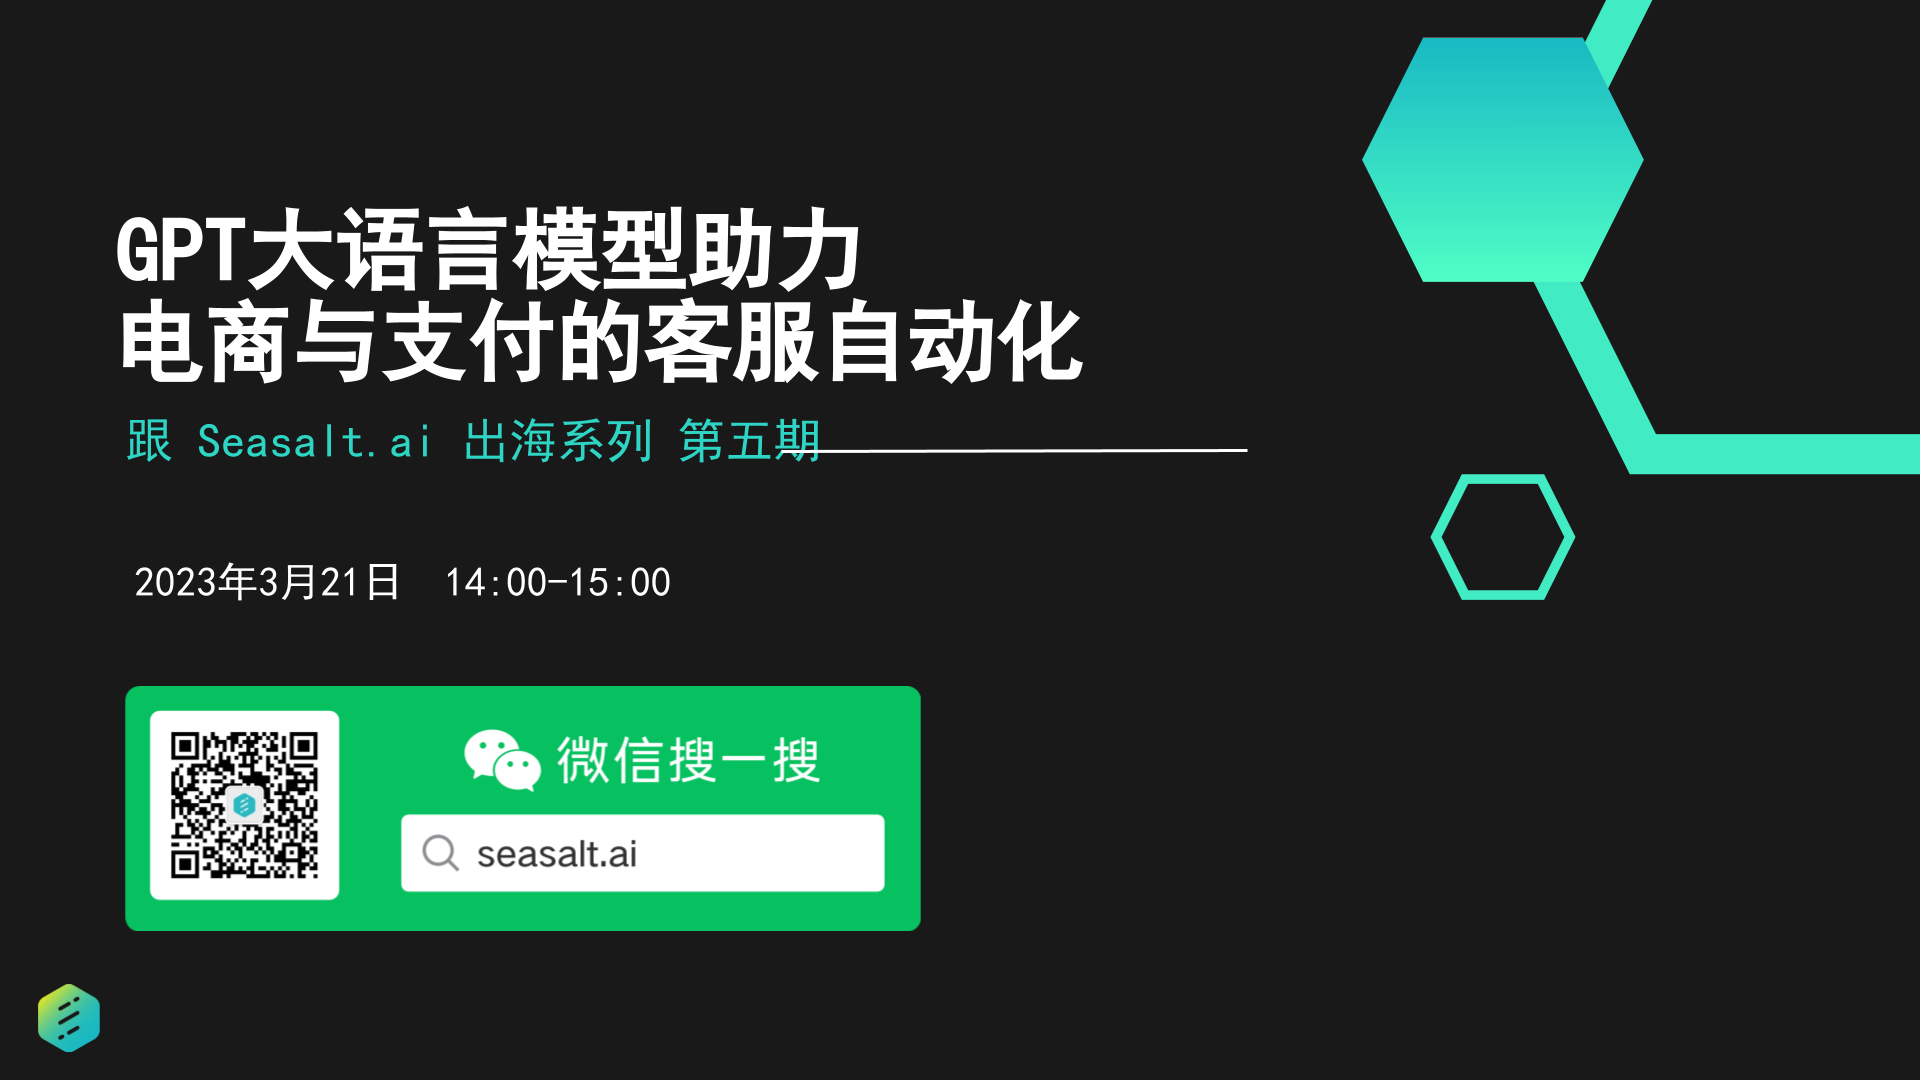 GPT大语言模型助力
电商与支付的客服自动化
跟 Seasalt.ai 出海系列 第五期
2023年3月21日 14:00-15:00
微信搜一搜
seasalt.ai